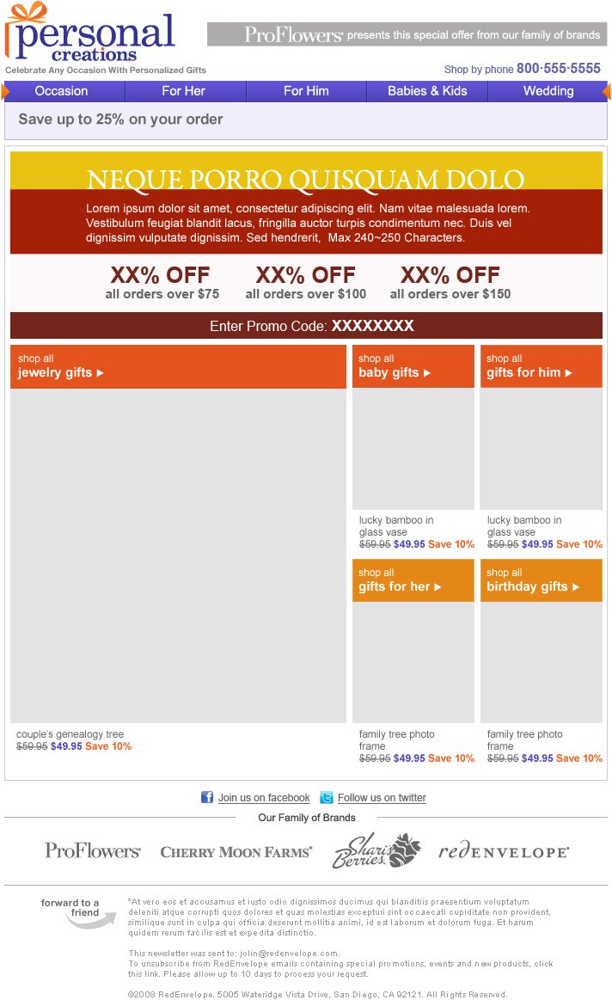 personal
creations
Celebrate Any Occasion With Personalized Gifts
ProFlowers® presents this special offer from our family of brands
Shop by phone 800·555·5555
Occasion
For Her
For Him
Babies & Kids
Wedding
Save up to 25% on your order
NEQUE PORRO QUISQUAM DOLO
Lorem ipsum dolor sit amet, consectetur adipiscing elit. Nam vitae malesuada lorem.
Vestibulum feugiat blandit lacus, fringilla auctor turpis condimentum nec. Duis vel
dignissim vulputate dignissim. Sed hendrerit, Max 240~250 Characters.
XX% OFF
all orders over $75
XX% OFF
all orders over $100
XX% OFF
all orders over $150
Enter Promo Code: XXXXXXXX
shop all
jewelry gifts
couple's genealogy tree
$59.95 $49.95 Save 10%
shop all
baby gifts
lucky bamboo in
glass vase
$59.95 $49.95 Save 10%
shop all
gifts for him
lucky bamboo in
glass vase
$59.95 $49.95 Save 10%
shop all
gifts for her
family tree photo
frame
$59.95 $49.95 Save 10%
shop all
birthday gifts
family tree photo
frame
$59.95 $49.95 Save 10%
Join us on facebook
Follow us on twitter
Our Family of Brands
ProFlowers®
CHERRY MOON FARMS®
Shari's
Berries.
redENVELOPE®
forward to a
friend
*At vero eos et accusamus et iusto odio dignissimos ducimus qui blanditiis praesentium voluptatum
deleniti atque corrupti quos dolores et quas molestias excepturi sint occaecati cupiditate non provident,
similique sunt in culpa qui officia deserunt mollitia animi, id est laborum et dolorum fuga. Et harum
quidem rerum facilis est et expedita distinctio.
This newsletter was sent to: jolin@redenvelope.com.
To unsubscribe from RedEnvelope emails containing special promotions, events and new products, click
this link. Please allow up to 10 days to process your request.
©2008 RedEnvelope. 5005 Wateridge Vista Drive, San Diego, CA 92121. All Rights Reserved.